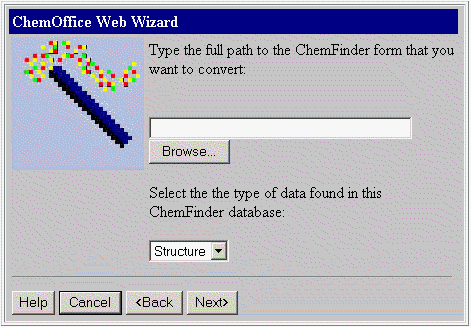 ChemOffice Web Wizard
Type the full path to the ChemFinder form that you
want to convert:
Browse...
Select the the type of data found in this
ChemFinder database:
Structure
Help Cancel <Back Next>